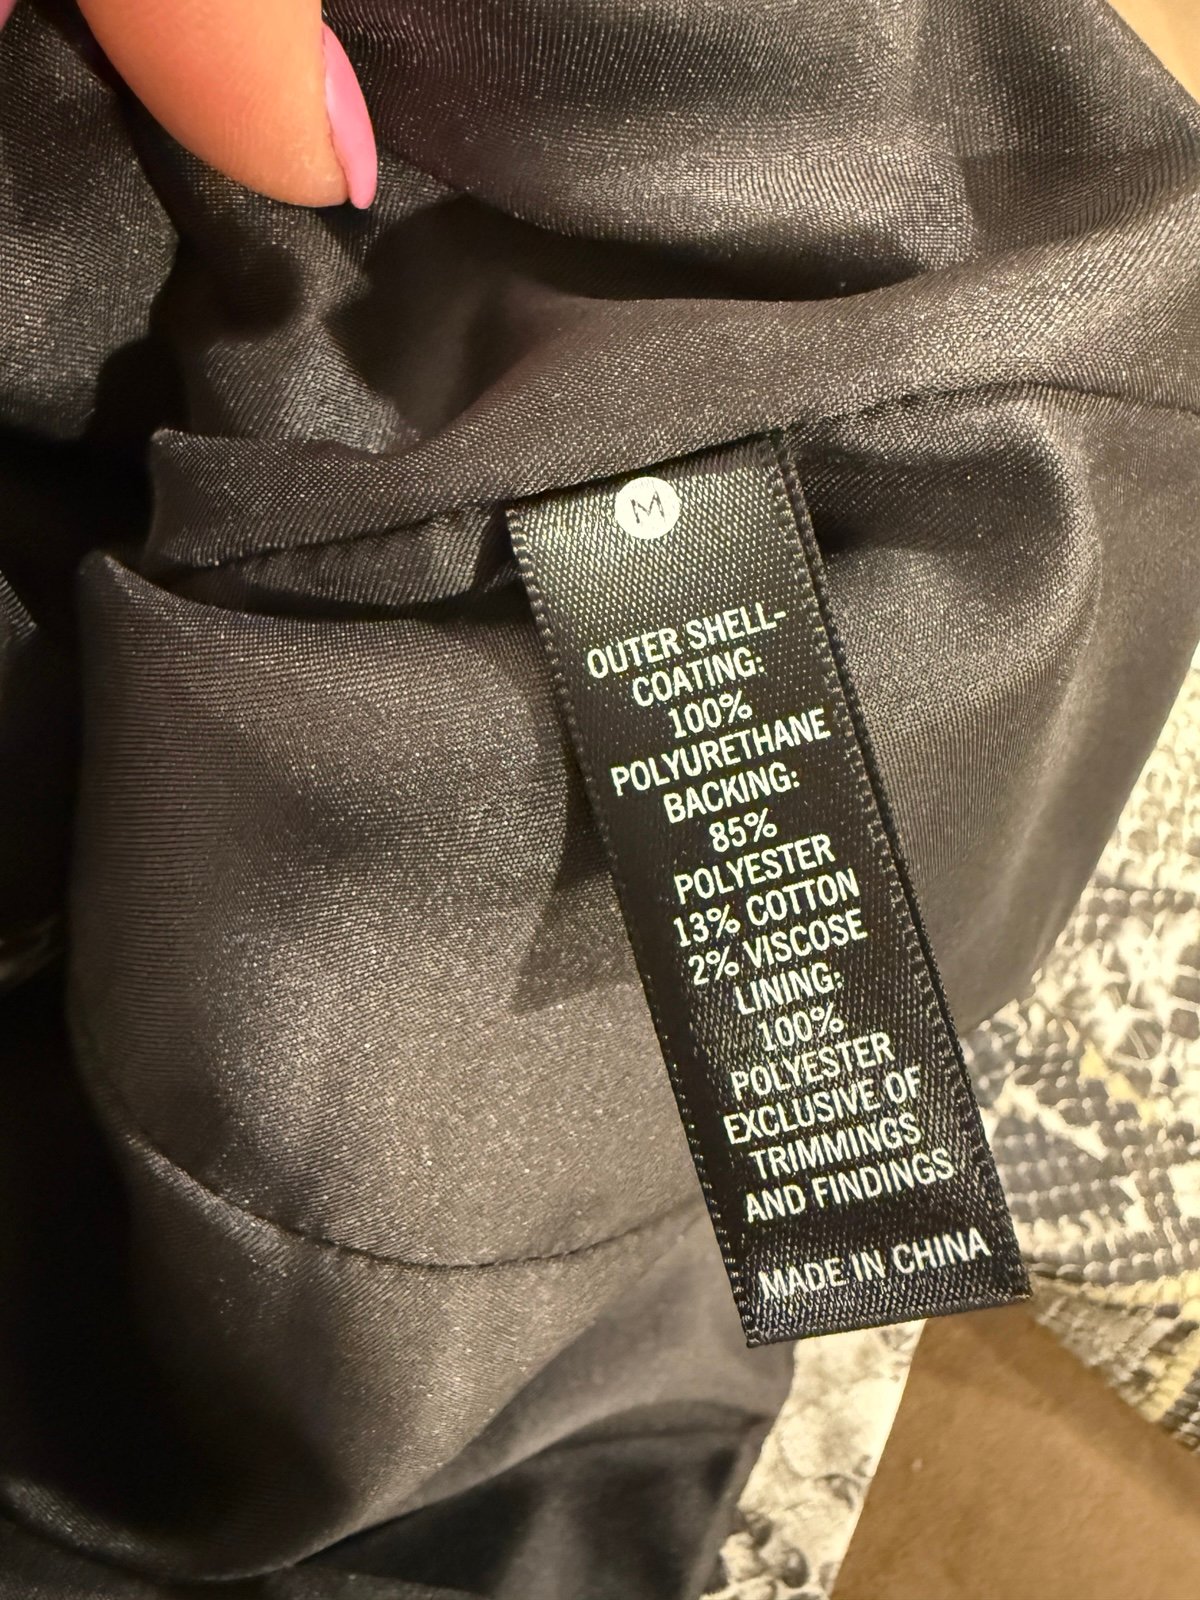 M
OUTER SHELL-
COATING:
100%
POLYURETHANE
BACKING:
85%
POLYESTER
13% COTTON
2% VISCOSE
LINING:
100%
POLYESTER
EXCLUSIVE OF
TRIMMINGS
AND FINDINGS
MADE IN CHINA